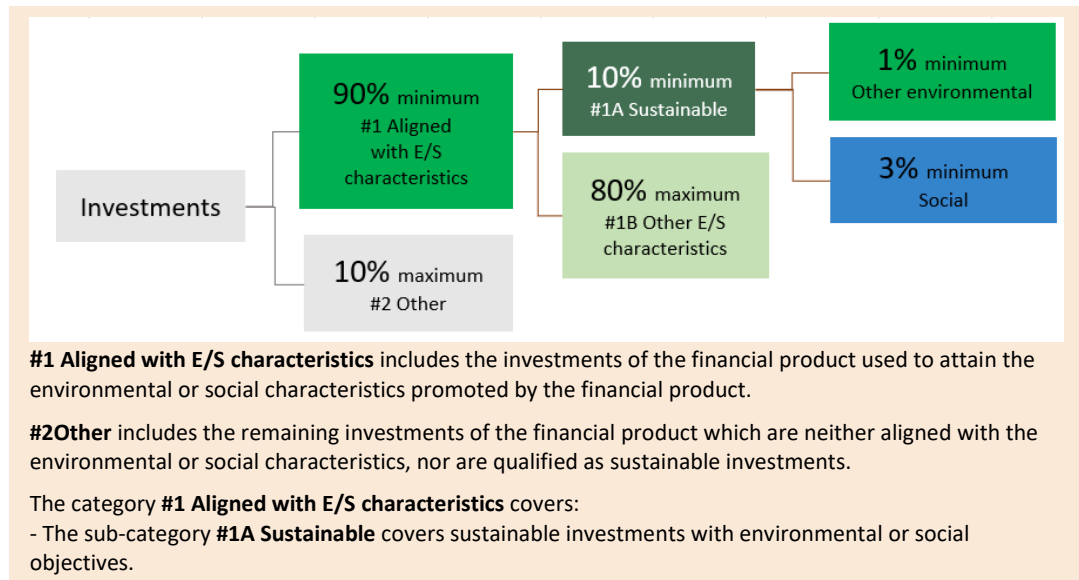 Investments
90% minimum
#1 Aligned
with E/S
characteristics
10% maximum
#2 Other
10% minimum
#1A Sustainable
80% maximum
#1B Other E/S
characteristics
1% minimum
Other environmental
3% minimum
Social
#1 Aligned with E/S characteristics includes the investments of the financial product used to attain the
environmental or social characteristics promoted by the financial product.
#2Other includes the remaining investments of the financial product which are neither aligned with the
environmental or social characteristics, nor are qualified as sustainable investments.
The category #1 Aligned with E/S characteristics covers:
- The sub-category #1A Sustainable covers sustainable investments with environmental or social
objectives.